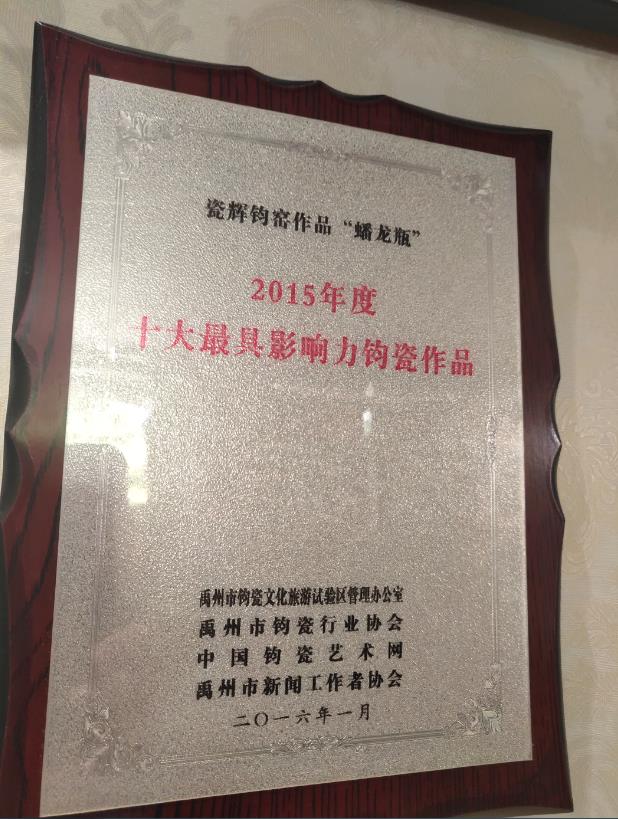 瓷辉钧窑作品“蟠龙瓶”
2015年度
十大最具影响力钧瓷作品
禹州市钧瓷文化旅游试验区管理办公室
禹州市钧瓷行业协会
中国钧瓷艺术网
禹州市新闻工作者协会
二〇一六年一月